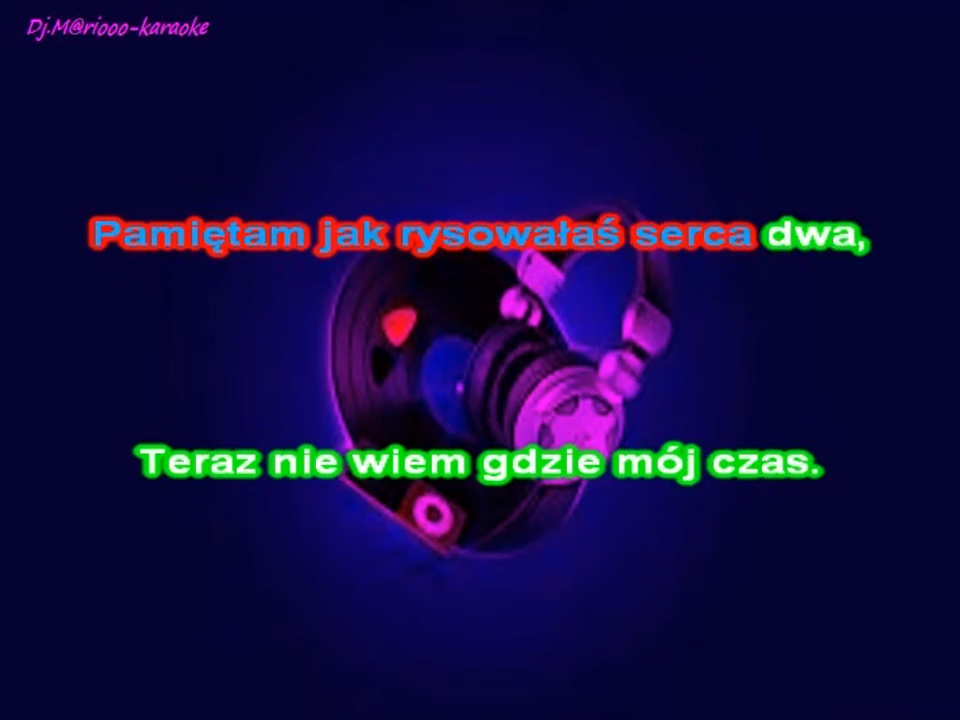 Dj.M@riooo-karaoke
Pamiętam jak rysowałaś serca dwa,
Teraz nie wiem gdzie mój czas.